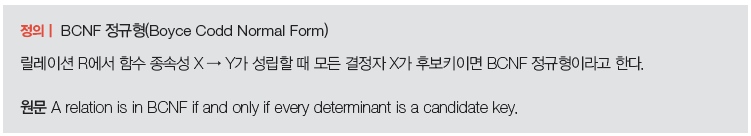 정의 | BCNF 정규형(Boyce Codd Normal Form)
릴레이션 R에서 함수 종속성 X → Y가 성립할 때 모든 결정자 X가 후보키이면 BCNF 정규형이라고 한다.
원문 A relation is in BCNF if and only if every determinant is a candidate key.